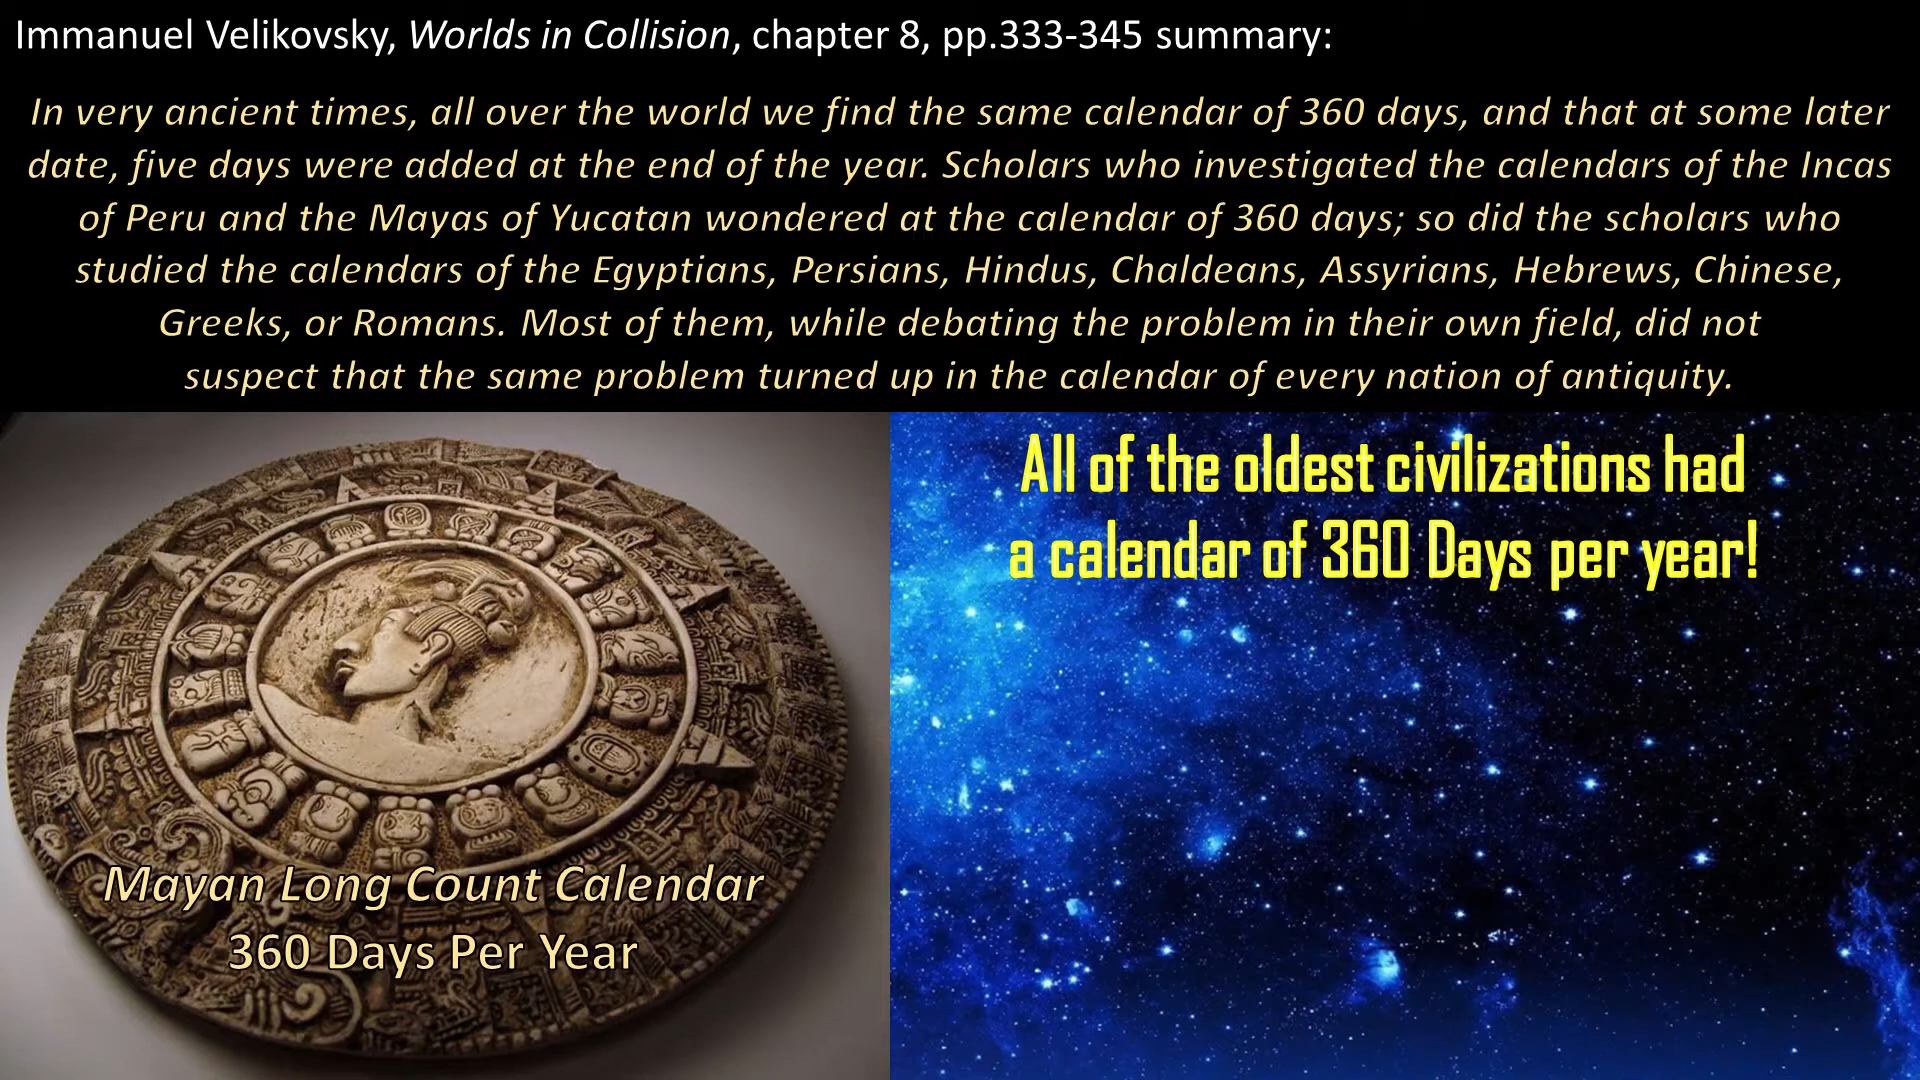 Immanuel Velikovsky, Worlds in Collision, chapter 8, pp.333-345 summary:
In very ancient times, all over the world we find the same calendar of 360 days, and that at some later
date, five days were added at the end of the year. Scholars who investigated the calendars of the Incas
of Peru and the Mayas of Yucatan wondered at the calendar of 360 days; so did the scholars who
studied the calendars of the Egyptians, Persians, Hindus, Chaldeans, Assyrians, Hebrews, Chinese,
Greeks, or Romans. Most of them, while debating the problem in their own field, did not
suspect that the same problem turned up in the calendar of every nation of antiquity.
All of the oldest civilizations had
a calendar of 360 Days per year!
Mayan Long Count Calendar
360 Days Per Year